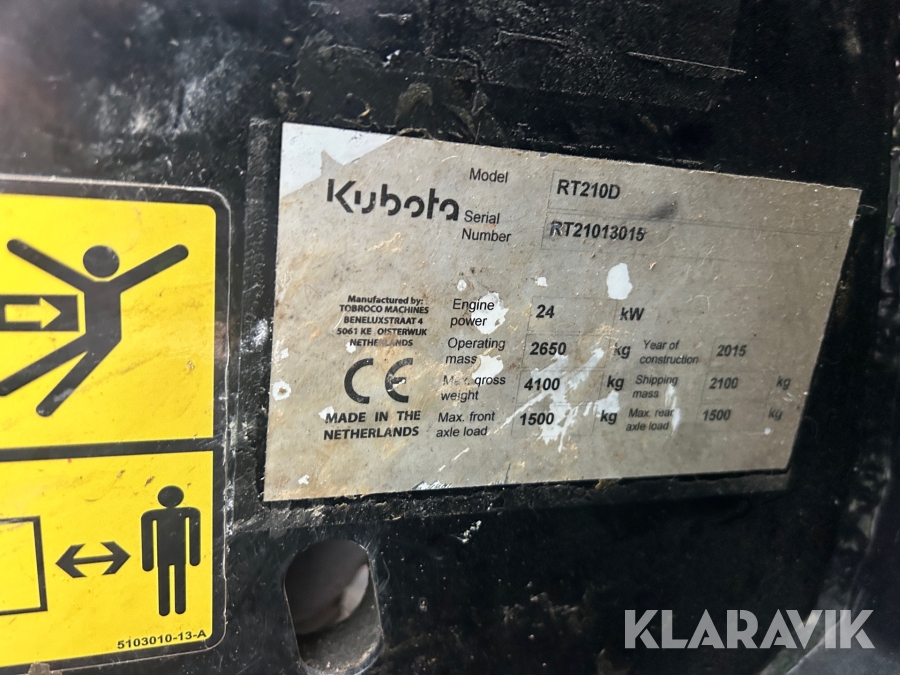 Kubota
Model RT210D
Serial Number RT21013015
Manufactured by:
TOBROCO MACHINES
BENELUXSTRAAT 4
5061 KE OISTERWIJK
NETHERLANDS
CE
MADE IN THE
NETHERLANDS
Engine power 24 kW
Operating mass 2650 kg Year of construction 2015
Max. gross weight 4100 kg Shipping mass 2100 kg
Max. front axle load 1500 kg Max. rear axle load 1500 kg
5103010-13-A
KLARAVIK